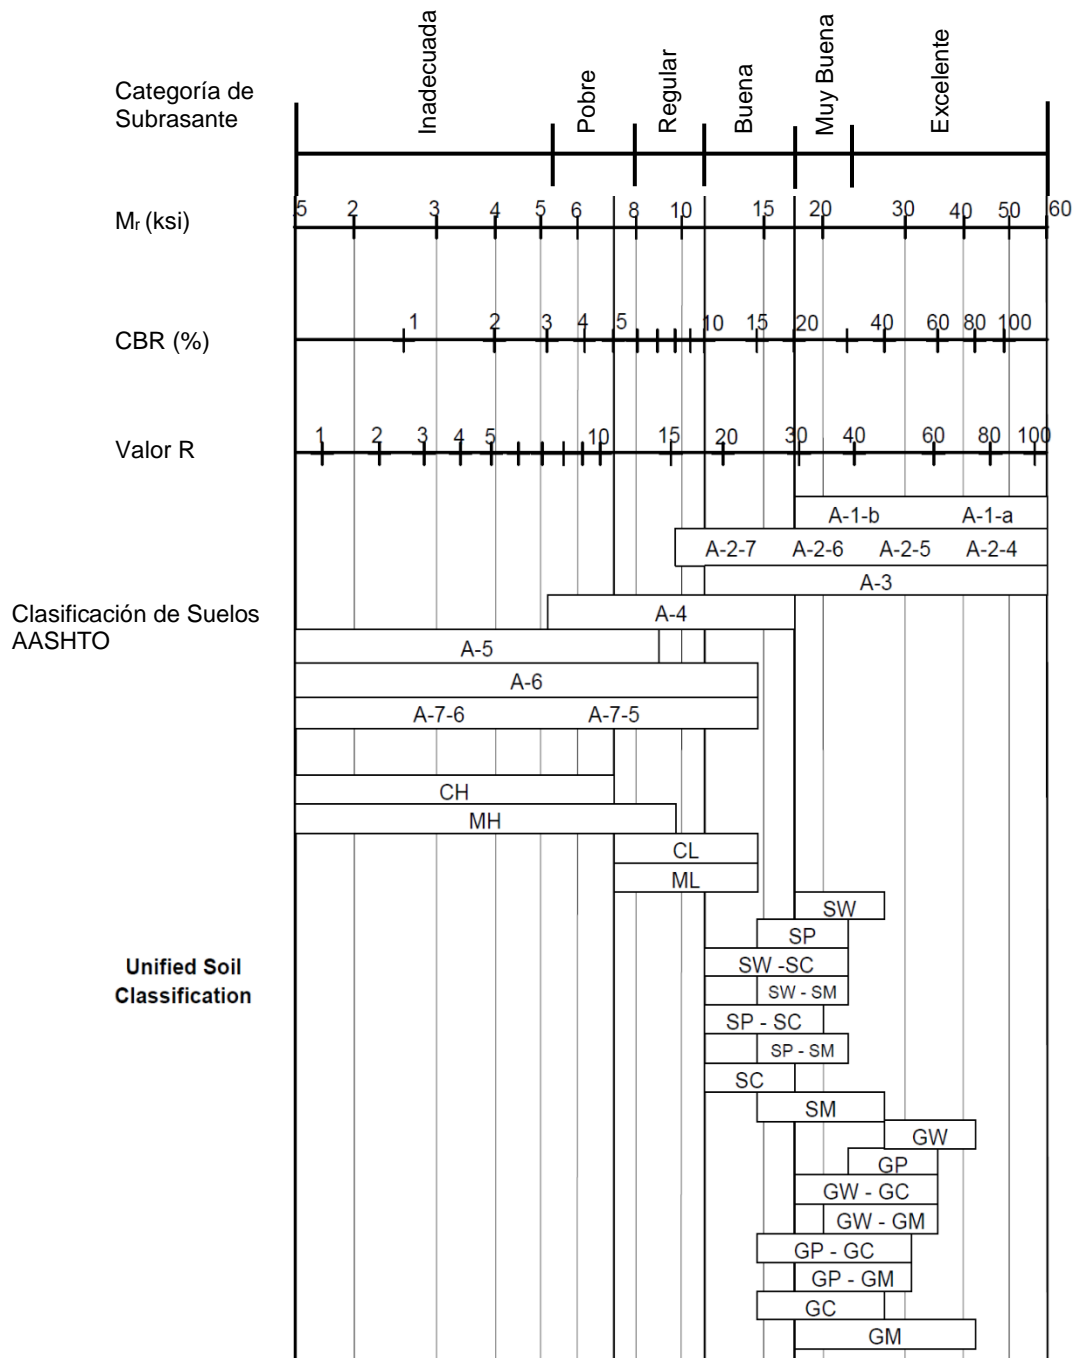 Categoría de
Subrasante
Inadecuada
Pobre
Regular
Buena
Muy Buena
Excelente
Mr (ksi)
5 2 3 4 5 6 8 10 15 20 30 40 50 60
CBR (%)
1 2 3 4 5 10 15 20 40 60 80 100
Valor R
1 2 3 4 5 10 15 20 30 40 60 80 100
A-1-b A-1-a
A-2-7 A-2-6 A-2-5 A-2-4
A-3
Clasificación de Suelos
AASHTO
A-4
A-5
A-6
A-7-6 A-7-5
CH
MH
CL
ML
SW
SP
Unified Soil
Classification
SW -SC
SW - SM
SP - SC
SP - SM
SC
SM
GW
GP
GW - GC
GW - GM
GP - GC
GP - GM
GC
GM